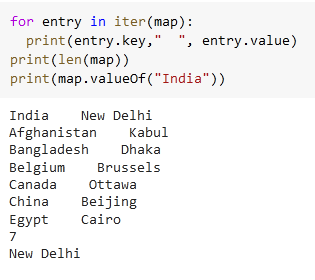 for entry in iter(map):
  print(entry.key,"  ", entry.value)
print(len(map))
print(map.valueOf("India"))
India    New Delhi
Afghanistan    Kabul
Bangladesh    Dhaka
Belgium    Brussels
Canada    Ottawa
China    Beijing
Egypt    Cairo
7
New Delhi